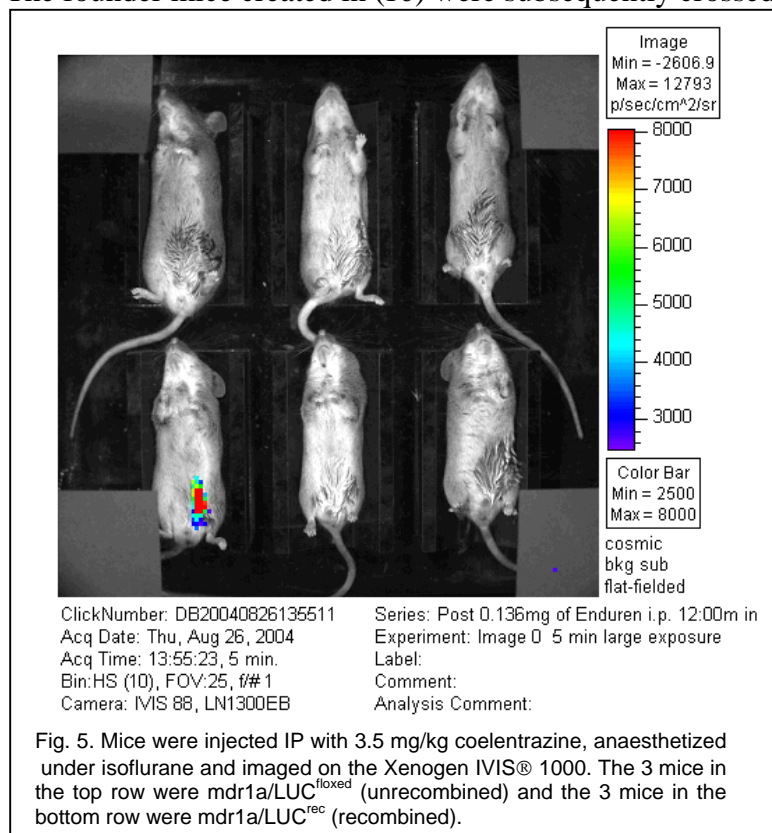 The founder mice created in (1c) were subsequently crossed
Image
Min = -2606.9
Max = 12793
p/sec/cm^2/sr
8000
7000
6000
5000
4000
3000
Color Bar
Min = 2500
Max = 8000
cosmic
bkg sub
flat-fielded
ClickNumber: DB20040826135511
Acq Date: Thu, Aug 26, 2004
Acq Time: 13:55:23, 5 min.
Bin:HS (10), FOV:25, f/# 1
Camera: IVIS 88, LN1300EB
Series: Post 0.136mg of Enduren i.p. 12:00m in
Experiment: Image 0 5 min large exposure
Label:
Comment:
Analysis Comment:
Fig. 5. Mice were injected IP with 3.5 mg/kg coelentrazine, anaesthetized
under isoflurane and imaged on the Xenogen IVIS® 1000. The 3 mice in
the top row were mdr1a/LUC^floxed (unrecombined) and the 3 mice in the
bottom row were mdr1a/LUC^rec (recombined).